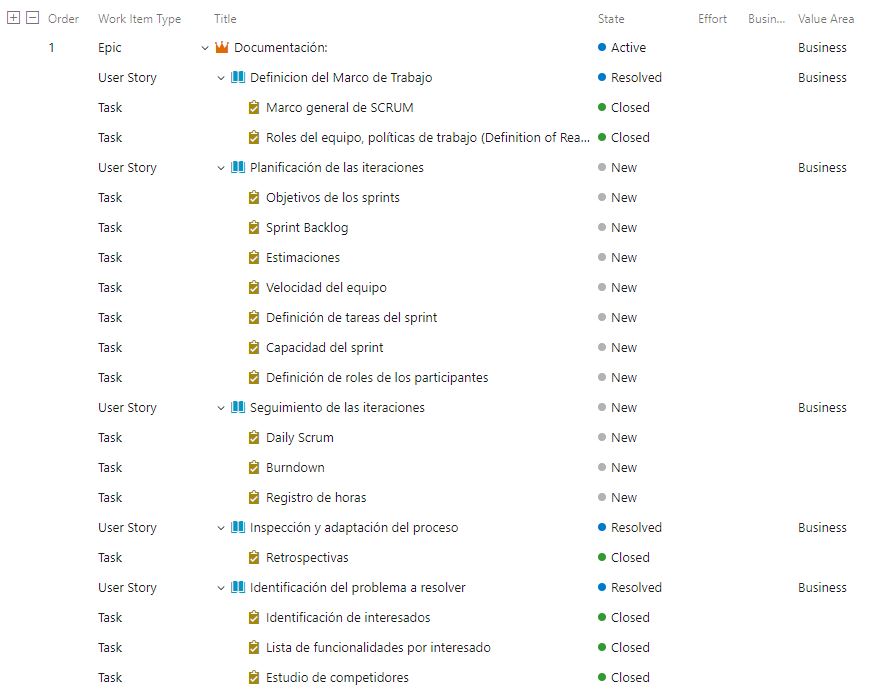 Order Work Item Type Title State Effort Busin... Value Area
1 Epic Documentación: Active Business
User Story Definicion del Marco de Trabajo Resolved Business
Task Marco general de SCRUM Closed
Task Roles del equipo, políticas de trabajo (Definition of Rea... Closed
User Story Planificación de las iteraciones New Business
Task Objetivos de los sprints New
Task Sprint Backlog New
Task Estimaciones New
Task Velocidad del equipo New
Task Definición de tareas del sprint New
Task Capacidad del sprint New
Task Definición de roles de los participantes New
User Story Seguimiento de las iteraciones New Business
Task Daily Scrum New
Task Burndown New
Task Registro de horas New
User Story Inspección y adaptación del proceso Resolved Business
Task Retrospectivas Closed
User Story Identificación del problema a resolver Resolved Business
Task Identificación de interesados Closed
Task Lista de funcionalidades por interesado Closed
Task Estudio de competidores Closed